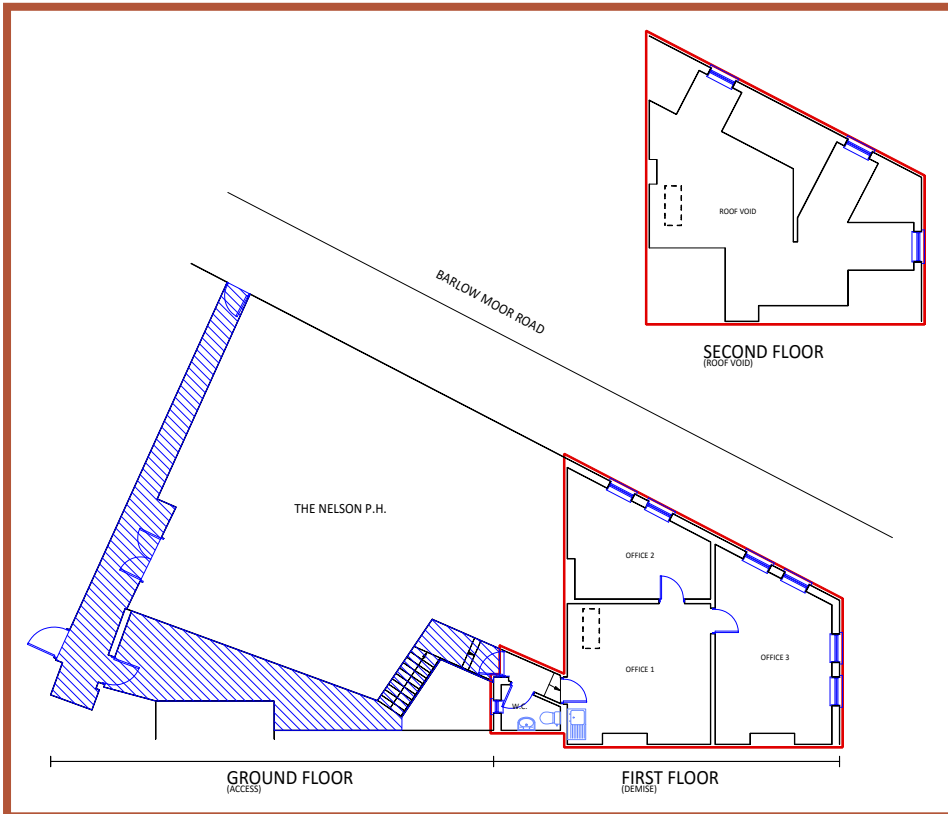 ROOF VOID
SECOND FLOOR
(ROOF VOID)
BARLOW MOOR ROAD
THE NELSON P.H.
OFFICE 2
OFFICE 1
OFFICE 3
W.C.
GROUND FLOOR
(ACCESS)
FIRST FLOOR
(DEMISE)